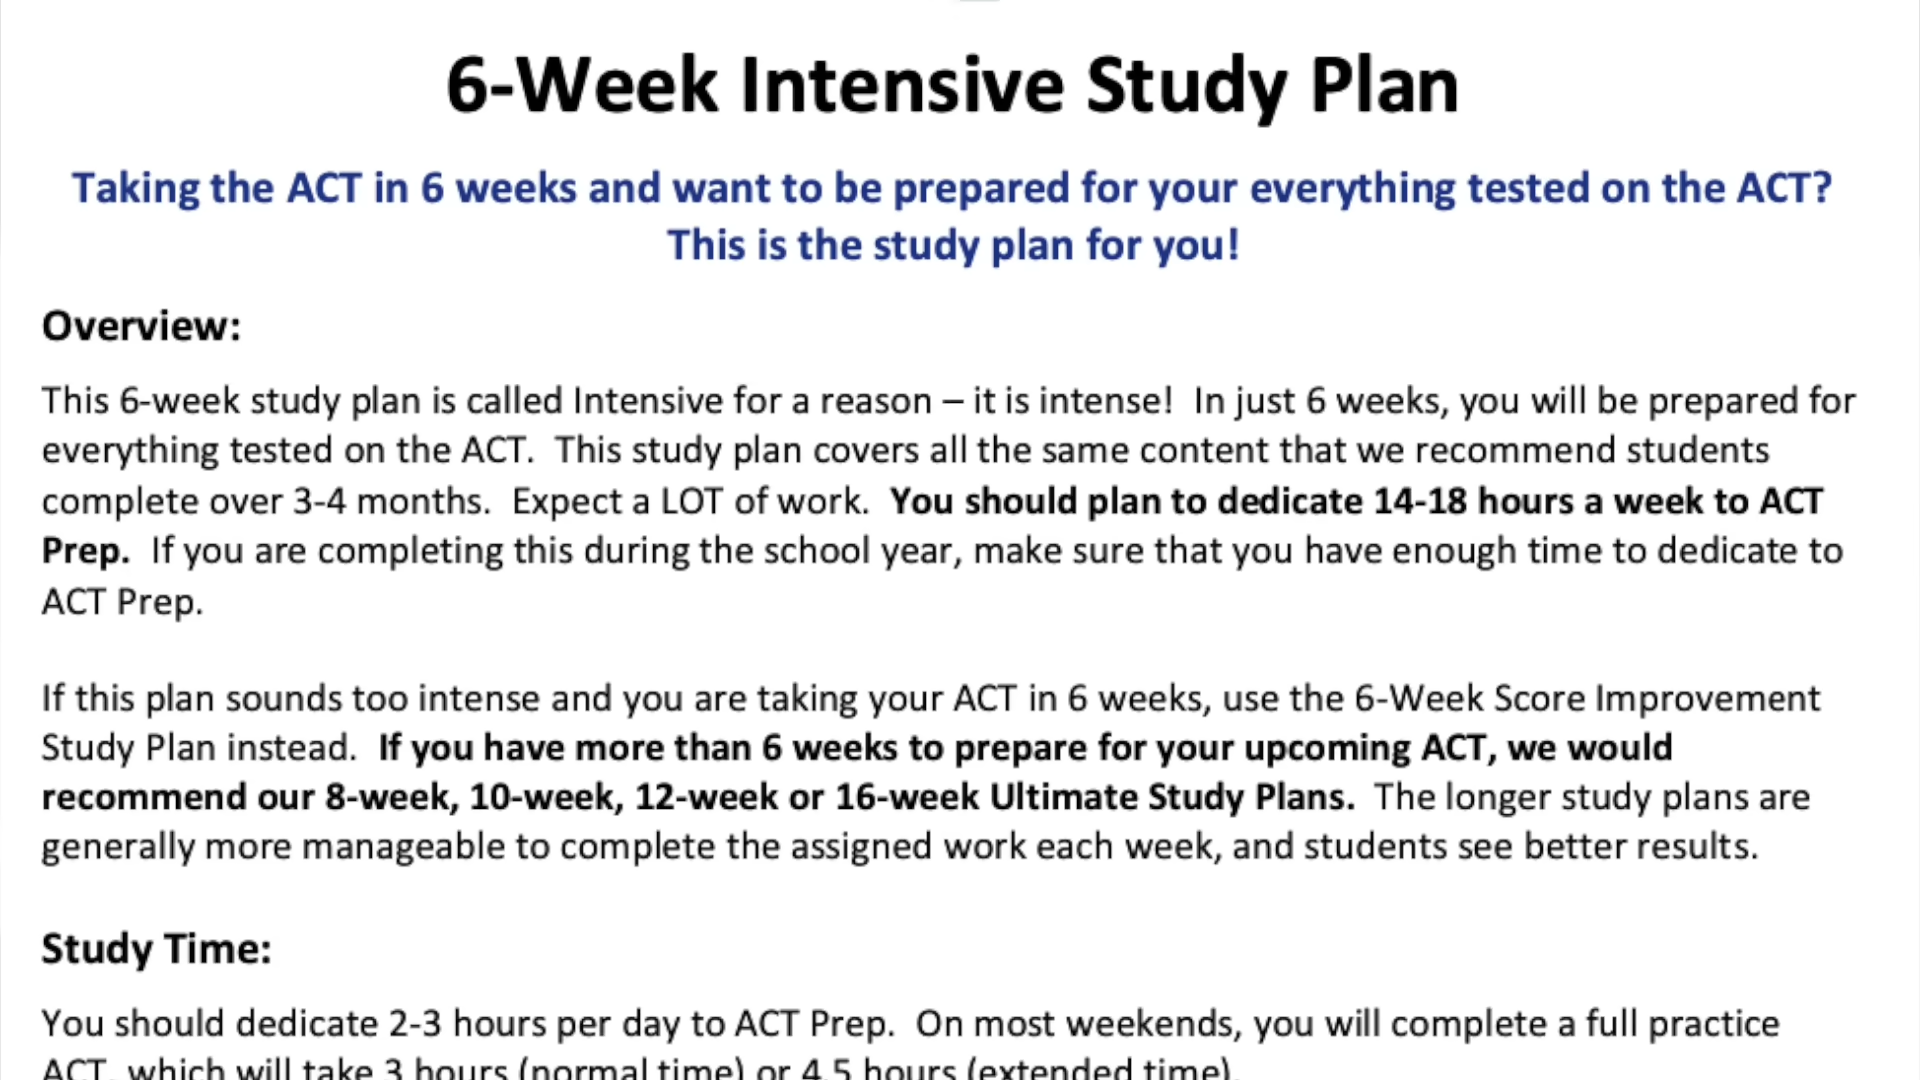 6-Week Intensive Study Plan
Taking the ACT in 6 weeks and want to be prepared for your everything tested on the ACT?
This is the study plan for you!
Overview:
This 6-week study plan is called Intensive for a reason – it is intense!  In just 6 weeks, you will be prepared for
everything tested on the ACT.  This study plan covers all the same content that we recommend students
complete over 3-4 months.  Expect a LOT of work.  You should plan to dedicate 14-18 hours a week to ACT
Prep.  If you are completing this during the school year, make sure that you have enough time to dedicate to
ACT Prep.
If this plan sounds too intense and you are taking your ACT in 6 weeks, use the 6-Week Score Improvement
Study Plan instead.  If you have more than 6 weeks to prepare for your upcoming ACT, we would
recommend our 8-week, 10-week, 12-week or 16-week Ultimate Study Plans.  The longer study plans are
generally more manageable to complete the assigned work each week, and students see better results.
Study Time:
You should dedicate 2-3 hours per day to ACT Prep.  On most weekends, you will complete a full practice
ACT, which will take 3 hours (normal time) or 4.5 hours (extended time).